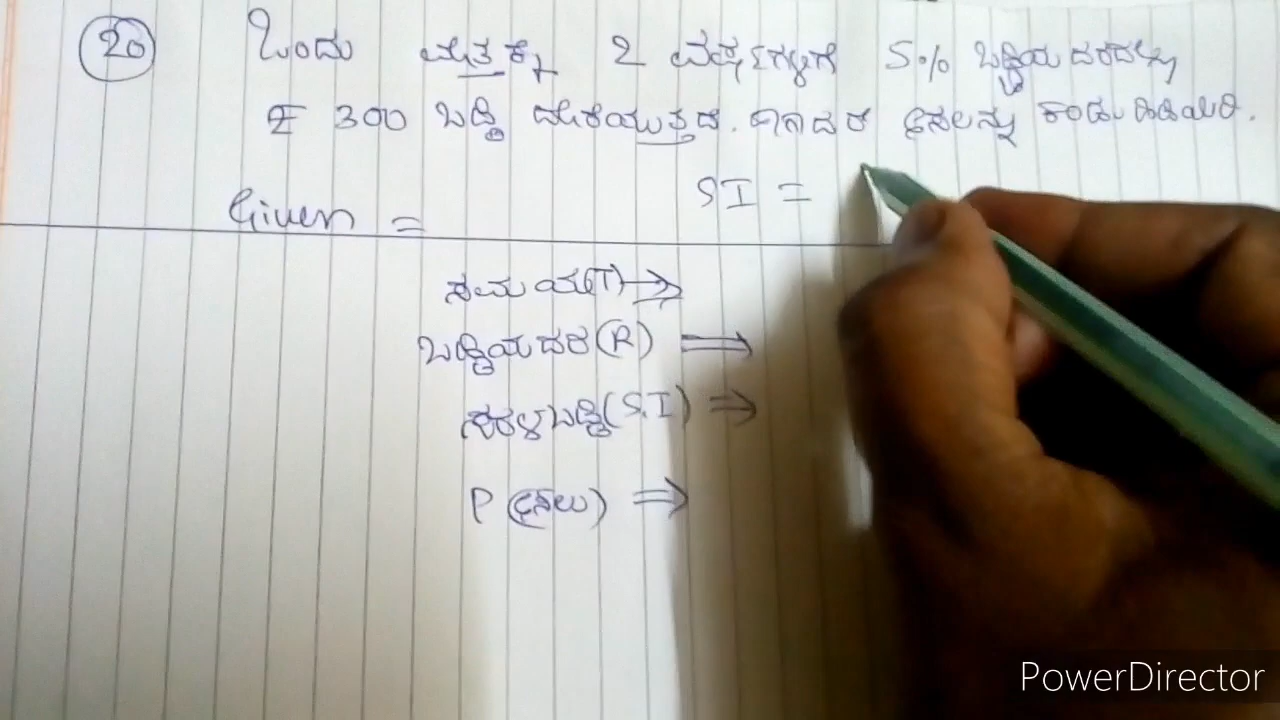 20 ಒಂದು ಮೊತ್ತಕ್ಕೆ 2 ವರ್ಷಗಳಿಗೆ 5% ಬಡ್ಡಿಯ ದರದಲ್ಲಿ
₹ 300 ಬಡ್ಡಿ ದೊರೆಯುತ್ತದೆ. ಹಾಗಾದರೆ ಅಸಲನ್ನು ಕಂಡುಹಿಡಿಯಿರಿ.
Given = SI =
ಸಮಯ(T) ⇒
ಬಡ್ಡಿಯ ದರ (R) ⇒
ಸರಳ ಬಡ್ಡಿ (S.I) ⇒
P (ಅಸಲು) ⇒
PowerDirector